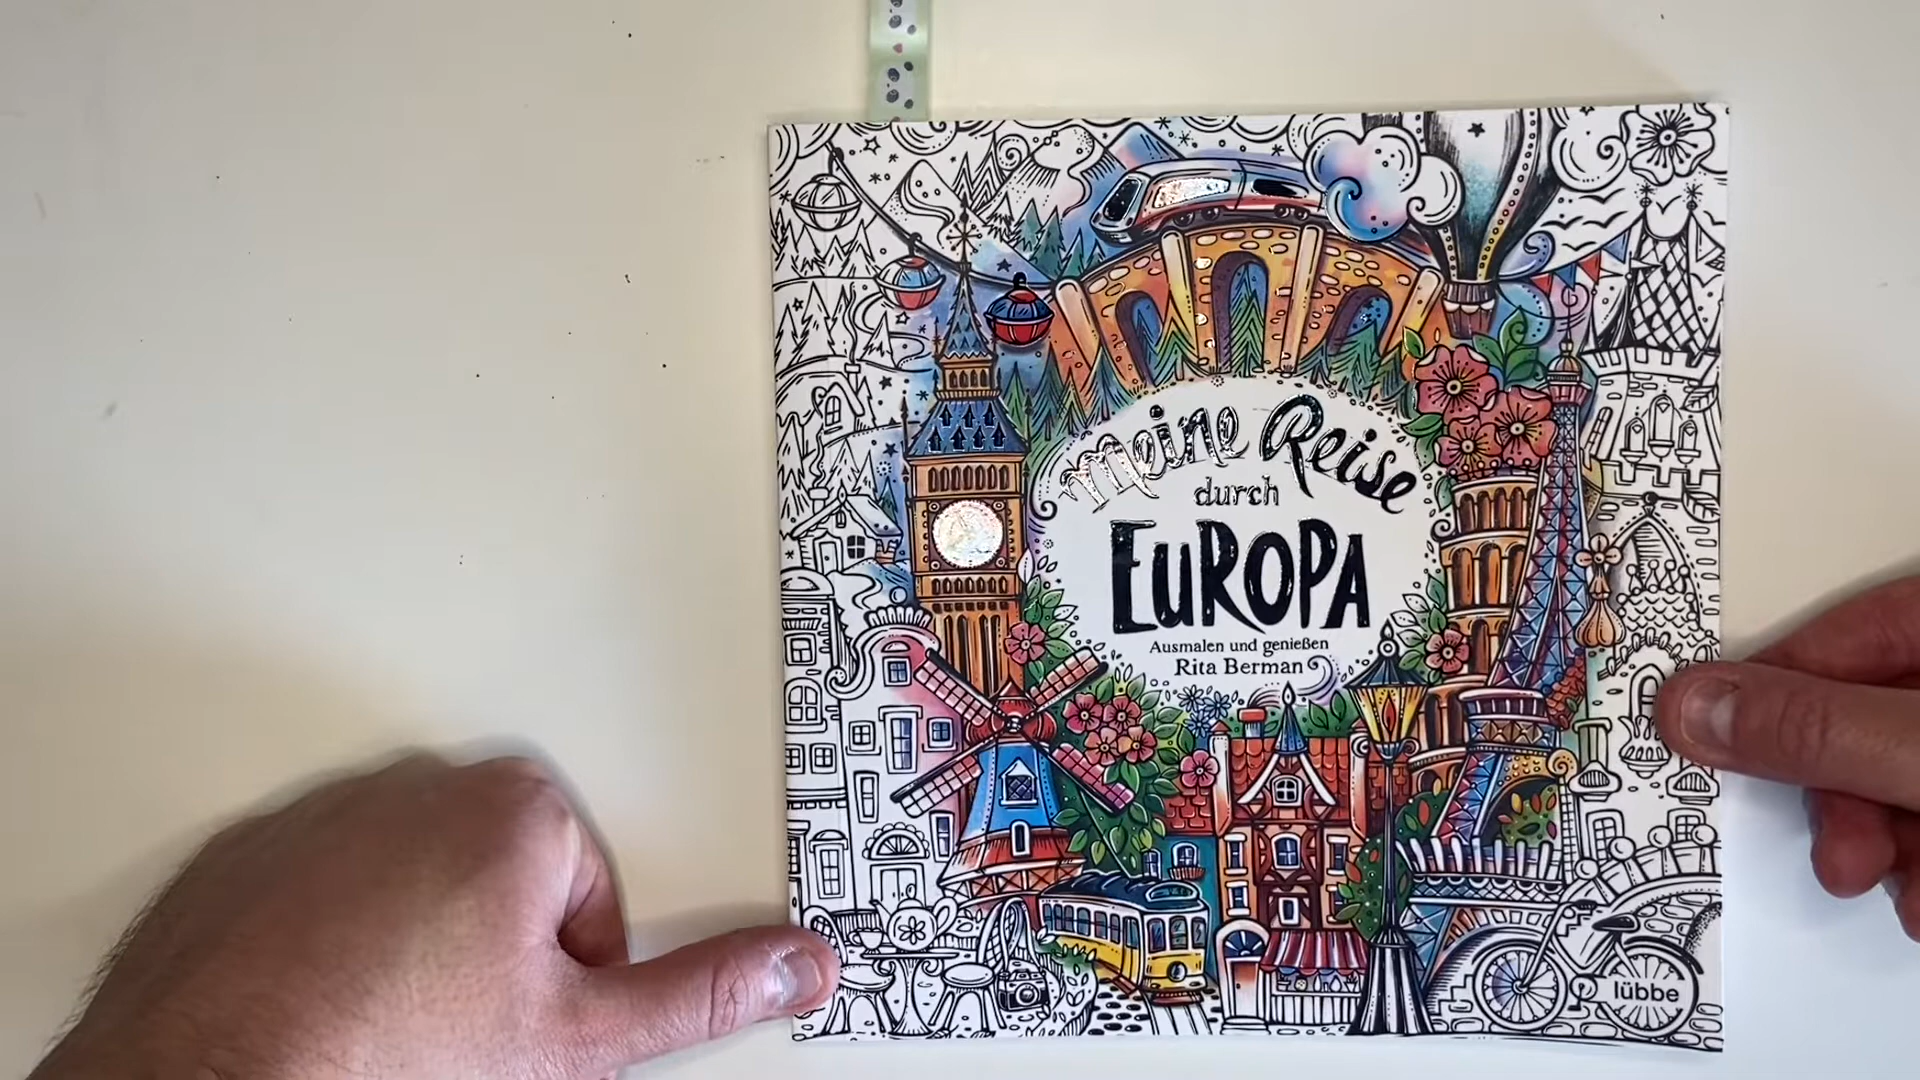 Meine Reise
durch
EuROPA
Ausmalen und genießen
Rita Berman
lübbe